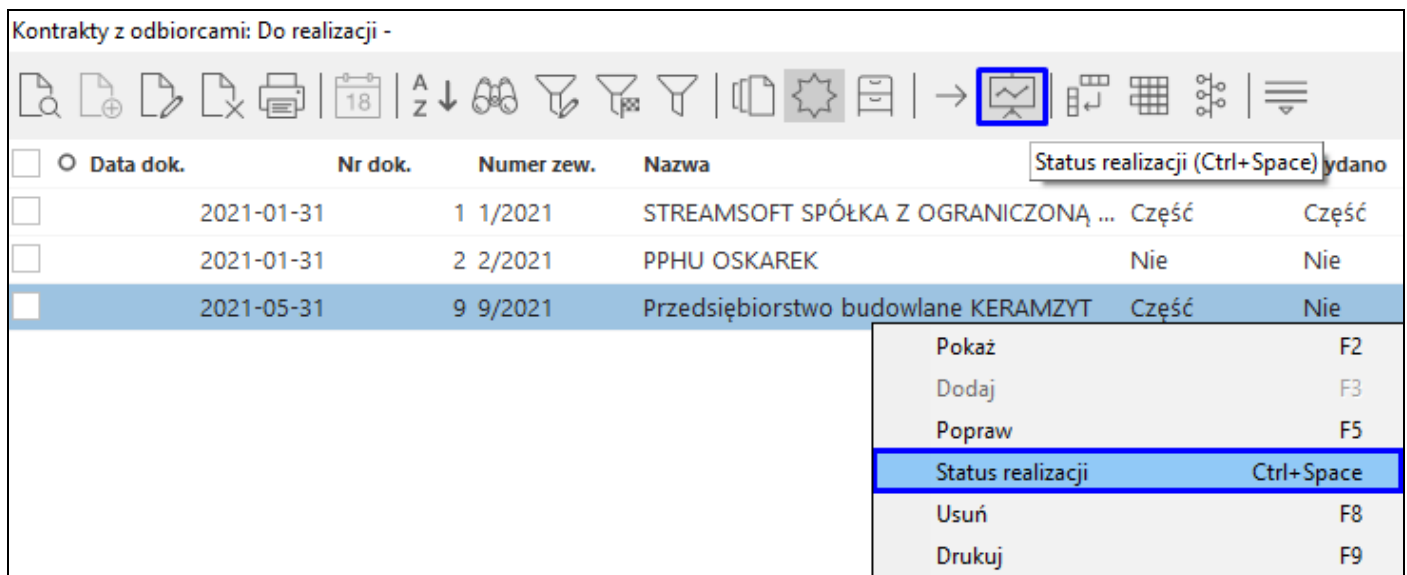 Kontrakty z odbiorcami: Do realizacji -
18 A Z
Data dok. Nr dok. Numer zew. Nazwa Status realizacji (Ctrl+Space) ydano
2021-01-31 1 1/2021 STREAMSOFT SPÓŁKA Z OGRANICZONĄ ... Część Część
2021-01-31 2 2/2021 PPHU OSKAREK Nie Nie
2021-05-31 9 9/2021 Przedsiębiorstwo budowlane KERAMZYT Część Nie
Pokaż F2
Dodaj F3
Popraw F5
Status realizacji Ctrl+Space
Usuń F8
Drukuj F9